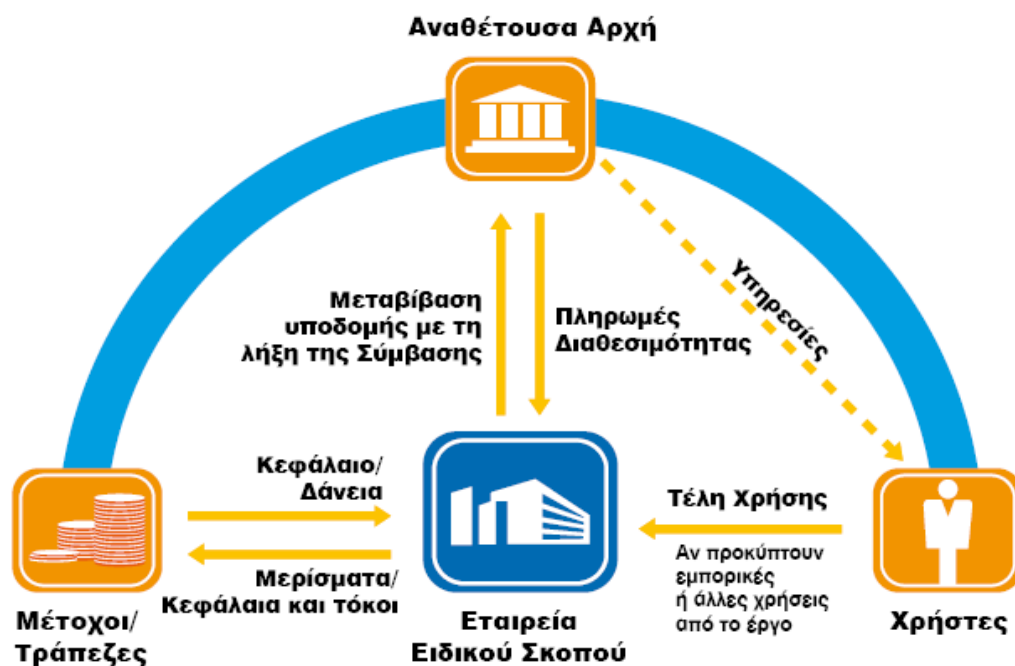 Αναθέτουσα Αρχή
Μεταβίβαση
υποδομής με τη
λήξη της Σύμβασης
Πληρωμές
Διαθεσιμότητας
Υπηρεσίες
Κεφάλαιο/
Δάνεια
Μερίσματα/
Κεφάλαια και τόκοι
Τέλη Χρήσης
Αν προκύπτουν
εμπορικές
ή άλλες χρήσεις
από το έργο
Μέτοχοι/
Τράπεζες
Εταιρεία
Ειδικού Σκοπού
Χρήστες